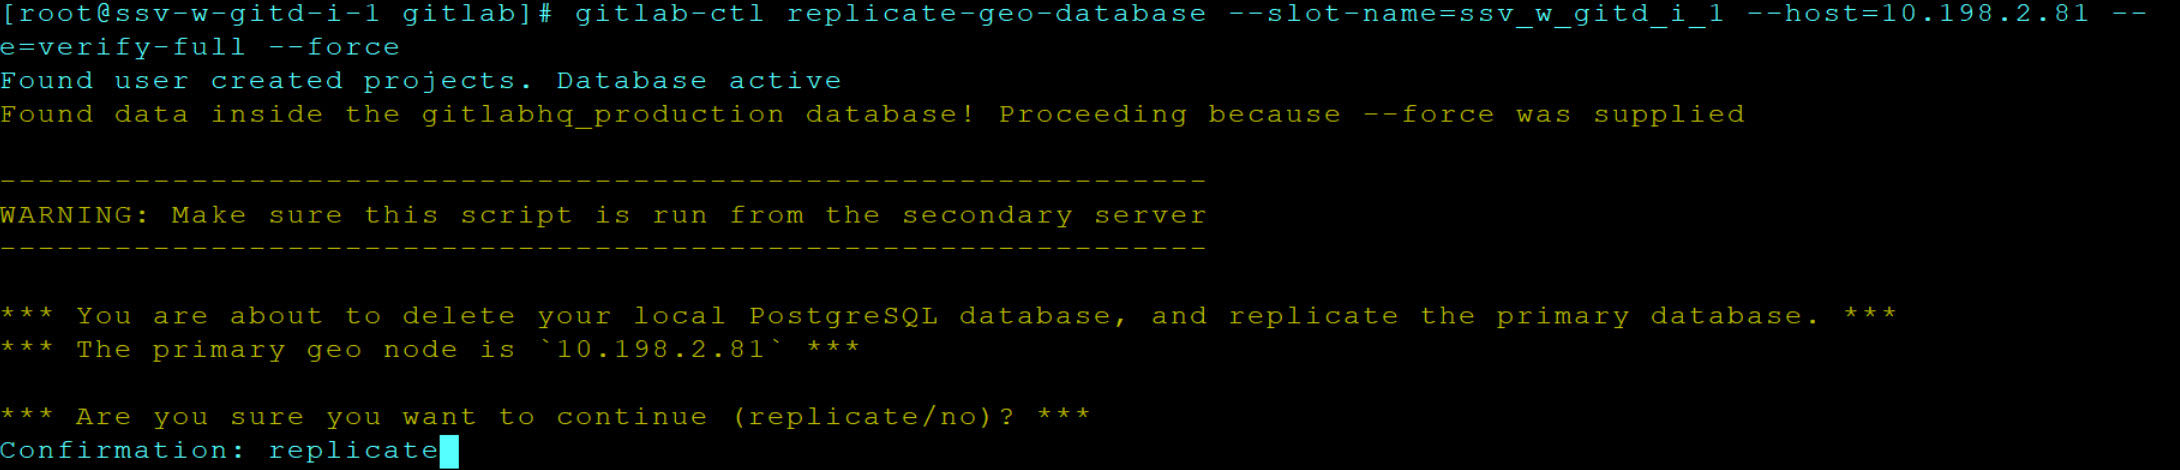 [root@ssv-w-gitd-i-1 gitlab]# gitlab-ctl replicate-geo-database --slot-name=ssv_w_gitd_i_1 --host=10.198.2.81 --
e=verify-full --force
Found user created projects. Database active
Found data inside the gitlabhq_production database! Proceeding because --force was supplied
---------------------------------------------------------------
WARNING: Make sure this script is run from the secondary server
---------------------------------------------------------------
*** You are about to delete your local PostgreSQL database, and replicate the primary database. ***
*** The primary geo node is `10.198.2.81` ***
*** Are you sure you want to continue (replicate/no)? ***
Confirmation: replicate